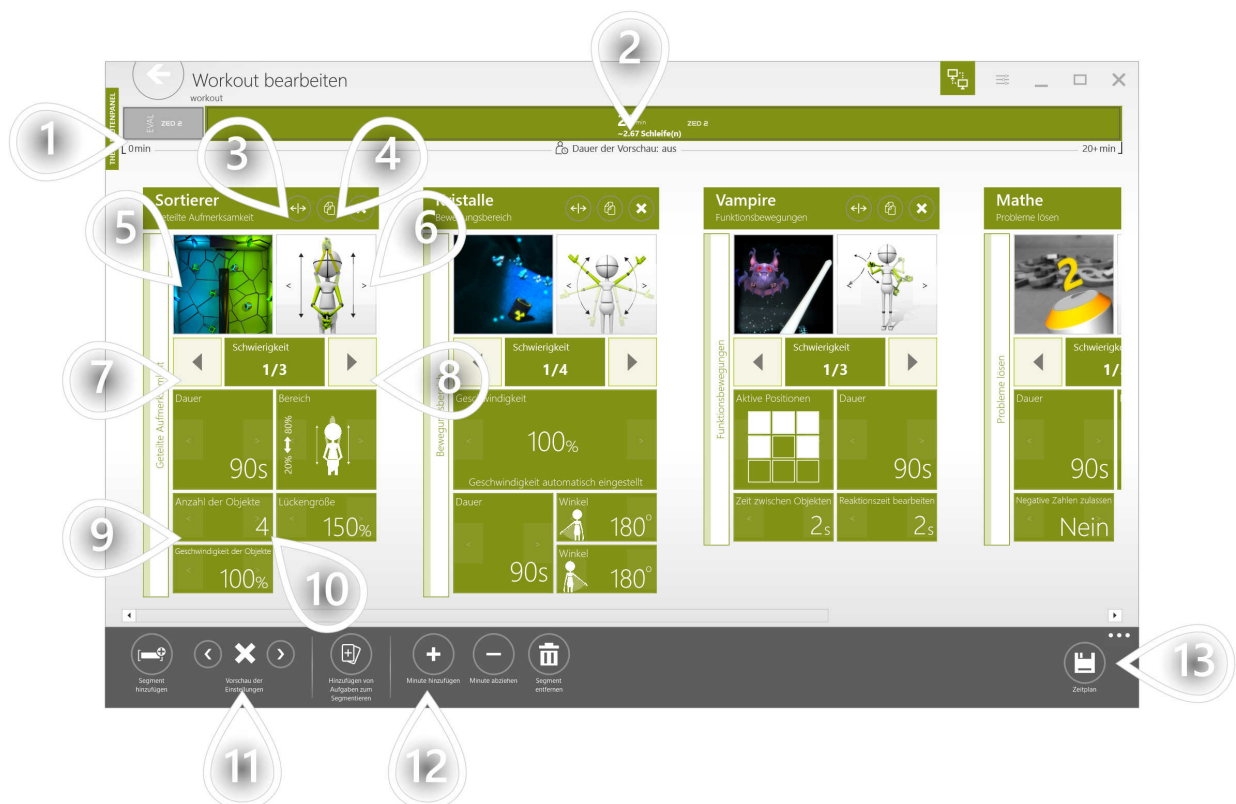 2
Workout bearbeiten
workout
EVAL
ZED 2
min
ZED 2
~2.67 Schleife(n)
1
0min
3
4
Dauer der Vorschau: aus
20+ min
Sortierer
Geteilte Aufmerksamkeit
Kristalle
Bewegungsbereich
Vampire
Funktionsbewegungen
Mathe
Probleme lösen
5
6
2
Geteilte Aufmerksamkeit
Bewegungsbereich
Funktionsbewegungen
Probleme lösen
7
Schwierigkeit
1/3
8
Schwierigkeit
1/4
Schwierigkeit
1/3
Dauer
90s
Bereich
20% 80%
Geschwindigkeit
100%
Geschwindigkeit automatisch eingestellt
Aktive Positionen
Dauer
90s
Dauer
90s
9
Anzahl der Objekte
4
Lückengröße
150%
Geschwindigkeit der Objekte
100%
10
Dauer
90s
Winkel
180°
Winkel
180°
Zeit zwischen Objekten
2s
Reaktionszeit bearbeiten
2s
Negative Zahlen zulassen
Nein
Segment
hinzufügen
Vorschau der
Einstellungen
Hinzufügen von
Aufgaben zum
Segmentieren
Minute hinzufügen
Minute abziehen
Segment
entfernen
Zeitplan
13
11
12